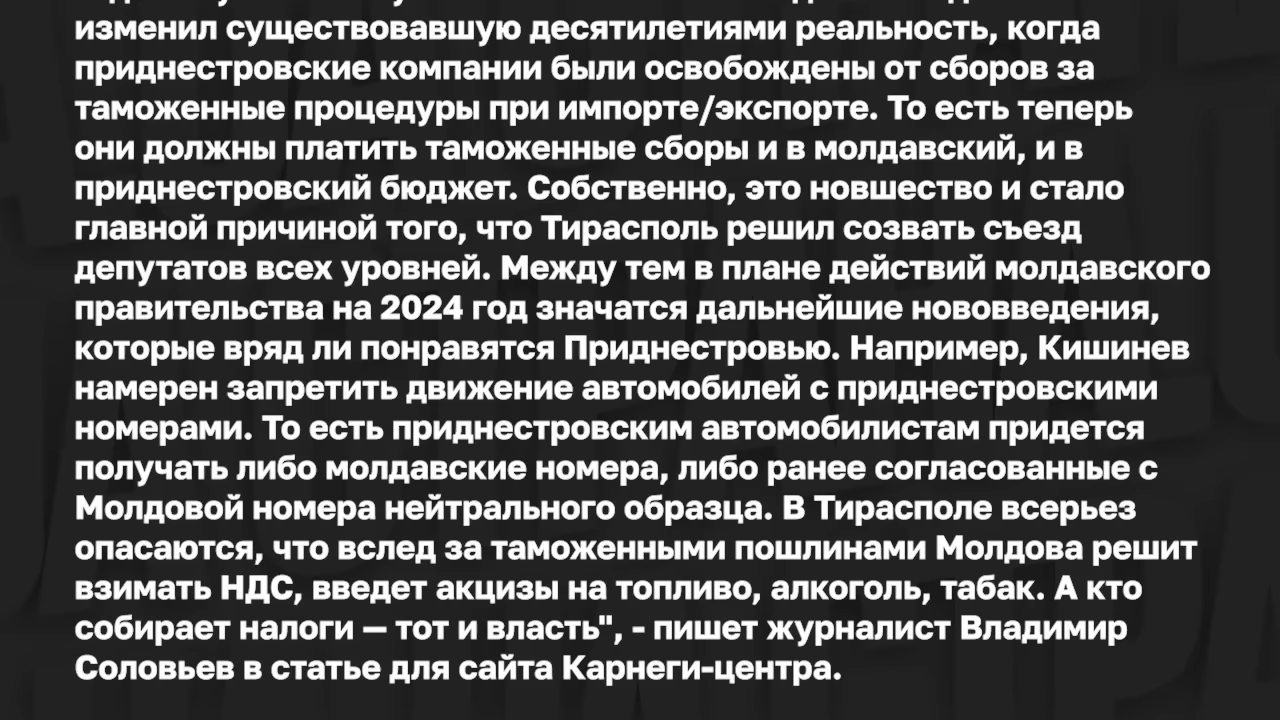 изменил существовавшую десятилетиями реальность, когда
приднестровские компании были освобождены от сборов за
таможенные процедуры при импорте/экспорте. То есть теперь
они должны платить таможенные сборы и в молдавский, и в
приднестровский бюджет. Собственно, это новшество и стало
главной причиной того, что Тирасполь решил созвать съезд
депутатов всех уровней. Между тем в плане действий молдавского
правительства на 2024 год значатся дальнейшие нововведения,
которые вряд ли понравятся Приднестровью. Например, Кишинев
намерен запретить движение автомобилей с приднестровскими
номерами. То есть приднестровским автомобилистам придется
получать либо молдавские номера, либо ранее согласованные с
Молдовой номера нейтрального образца. В Тирасполе всерьез
опасаются, что вслед за таможенными пошлинами Молдова решит
взимать НДС, введет акцизы на топливо, алкоголь, табак. А кто
собирает налоги — тот и власть", - пишет журналист Владимир
Соловьев в статье для сайта Карнеги-центра.